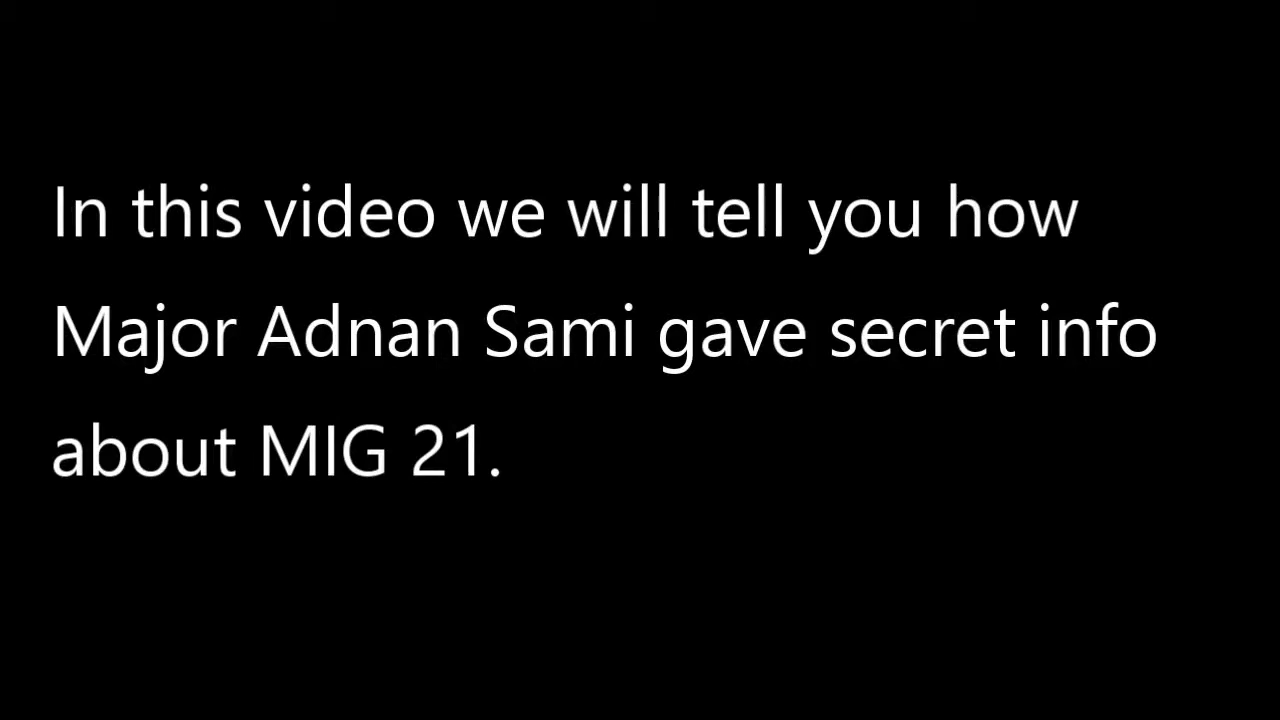 In this video we will tell you how
Major Adnan Sami gave secret info
about MIG 21.